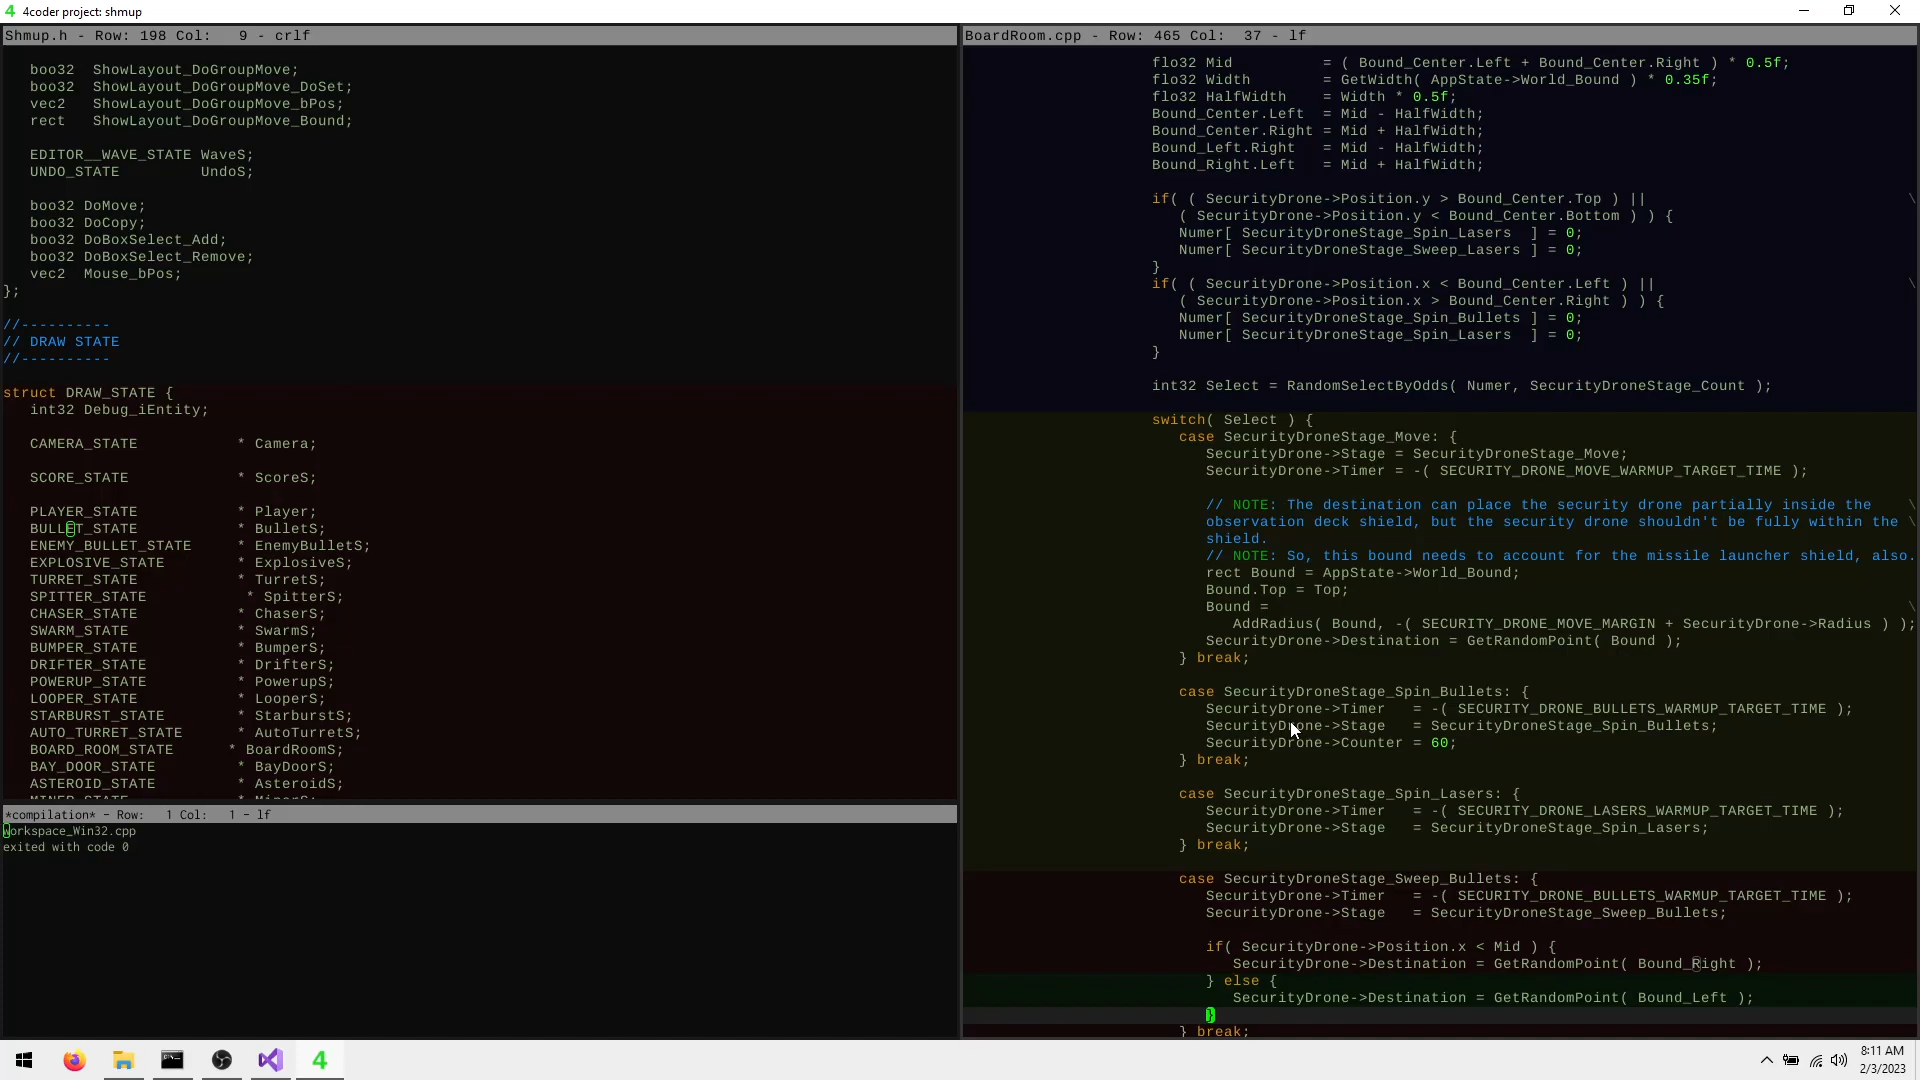 4 4coder project: shmup
Shmup.h - Row: 198 Col:   9 - crlf
boo32  ShowLayout_DoGroupMove;
boo32  ShowLayout_DoGroupMove_DoSet;
vec2   ShowLayout_DoGroupMove_bPos;
rect   ShowLayout_DoGroupMove_Bound;
EDITOR__WAVE_STATE WaveS;
UNDO_STATE         UndoS;
boo32 DoMove;
boo32 DoCopy;
boo32 DoBoxSelect_Add;
boo32 DoBoxSelect_Remove;
vec2  Mouse_bPos;
};
//----------
// DRAW STATE
//----------
struct DRAW_STATE {
int32 Debug_iEntity;
CAMERA_STATE           * Camera;
SCORE_STATE            * ScoreS;
PLAYER_STATE           * Player;
BULLET_STATE           * BulletS;
ENEMY_BULLET_STATE     * EnemyBulletS;
EXPLOSIVE_STATE        * ExplosiveS;
TURRET_STATE           * TurretS;
SPITTER_STATE           * SpitterS;
CHASER_STATE           * ChaserS;
SWARM_STATE            * SwarmS;
BUMPER_STATE           * BumperS;
DRIFTER_STATE          * DrifterS;
POWERUP_STATE          * PowerupS;
LOOPER_STATE           * LooperS;
STARBURST_STATE        * StarburstS;
AUTO_TURRET_STATE      * AutoTurretS;
BOARD_ROOM_STATE      * BoardRoomS;
BAY_DOOR_STATE         * BayDoorS;
ASTEROID_STATE         * AsteroidS;
MINER_STATE            * MinerS;
*compilation* - Row:   1 Col:   1 - lf
workspace_Win32.cpp
exited with code 0
BoardRoom.cpp - Row: 465 Col:  37 - lf
flo32 Mid          = ( Bound_Center.Left + Bound_Center.Right ) * 0.5f;
flo32 Width        = GetWidth( AppState->World_Bound ) * 0.35f;
flo32 HalfWidth    = Width * 0.5f;
Bound_Center.Left  = Mid - HalfWidth;
Bound_Center.Right = Mid + HalfWidth;
Bound_Left.Right   = Mid - HalfWidth;
Bound_Right.Left   = Mid + HalfWidth;
if( ( SecurityDrone->Position.y > Bound_Center.Top ) || \
( SecurityDrone->Position.y < Bound_Center.Bottom ) ) {
Numer[ SecurityDroneStage_Spin_Lasers  ] = 0;
Numer[ SecurityDroneStage_Sweep_Lasers ] = 0;
}
if( ( SecurityDrone->Position.x < Bound_Center.Left ) || \
( SecurityDrone->Position.x > Bound_Center.Right ) ) {
Numer[ SecurityDroneStage_Spin_Bullets ] = 0;
Numer[ SecurityDroneStage_Spin_Lasers  ] = 0;
}
int32 Select = RandomSelectByOdds( Numer, SecurityDroneStage_Count );
switch( Select ) {
case SecurityDroneStage_Move: {
SecurityDrone->Stage = SecurityDroneStage_Move;
SecurityDrone->Timer = -( SECURITY_DRONE_MOVE_WARMUP_TARGET_TIME );
// NOTE: The destination can place the security drone partially inside the \
observation deck shield, but the security drone shouldn't be fully within the \
shield.
// NOTE: So, this bound needs to account for the missile launcher shield, also.
rect Bound = AppState->World_Bound;
Bound.Top = Top;
Bound = \
AddRadius( Bound, -( SECURITY_DRONE_MOVE_MARGIN + SecurityDrone->Radius ) );
SecurityDrone->Destination = GetRandomPoint( Bound );
} break;
case SecurityDroneStage_Spin_Bullets: {
SecurityDrone->Timer   = -( SECURITY_DRONE_BULLETS_WARMUP_TARGET_TIME );
SecurityDrone->Stage   = SecurityDroneStage_Spin_Bullets;
SecurityDrone->Counter = 60;
} break;
case SecurityDroneStage_Spin_Lasers: {
SecurityDrone->Timer   = -( SECURITY_DRONE_LASERS_WARMUP_TARGET_TIME );
SecurityDrone->Stage   = SecurityDroneStage_Spin_Lasers;
} break;
case SecurityDroneStage_Sweep_Bullets: {
SecurityDrone->Timer   = -( SECURITY_DRONE_BULLETS_WARMUP_TARGET_TIME );
SecurityDrone->Stage   = SecurityDroneStage_Sweep_Bullets;
if( SecurityDrone->Position.x < Mid ) {
SecurityDrone->Destination = GetRandomPoint( Bound_Right );
} else {
SecurityDrone->Destination = GetRandomPoint( Bound_Left );
}
} break;
4
8:11 AM
2/3/2023